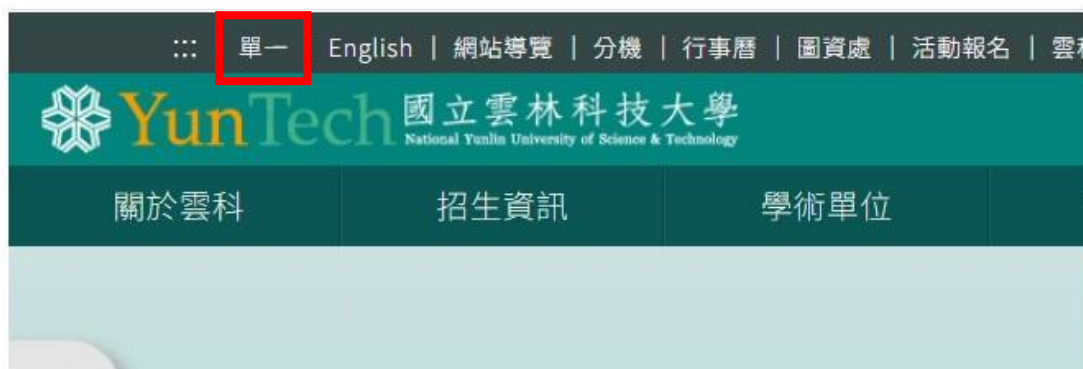 ::: 單一 English | 網站導覽 | 分機 | 行事曆 | 圖資處 | 活動報名 | 雲
YunTech 國立雲林科技大學
National Yunlin University of Science & Technology
關於雲科 招生資訊 學術單位